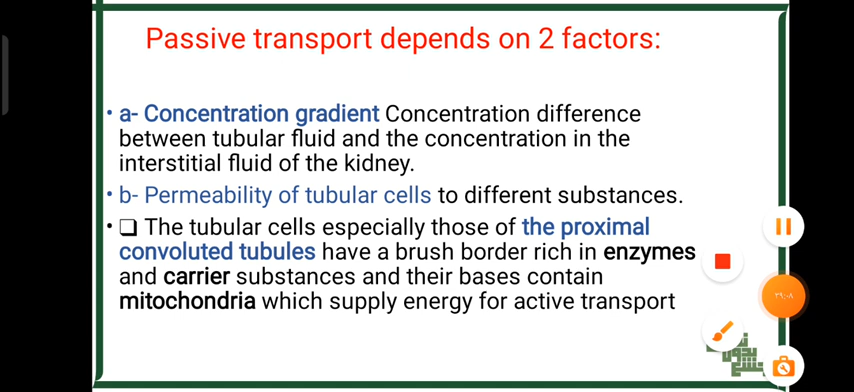 Passive transport depends on 2 factors:
• a- Concentration gradient Concentration difference
between tubular fluid and the concentration in the
interstitial fluid of the kidney.
• b- Permeability of tubular cells to different substances.
• ❑ The tubular cells especially those of the proximal
convoluted tubules have a brush border rich in enzymes
and carrier substances and their bases contain
mitochondria which supply energy for active transport
٢٩:٠٨